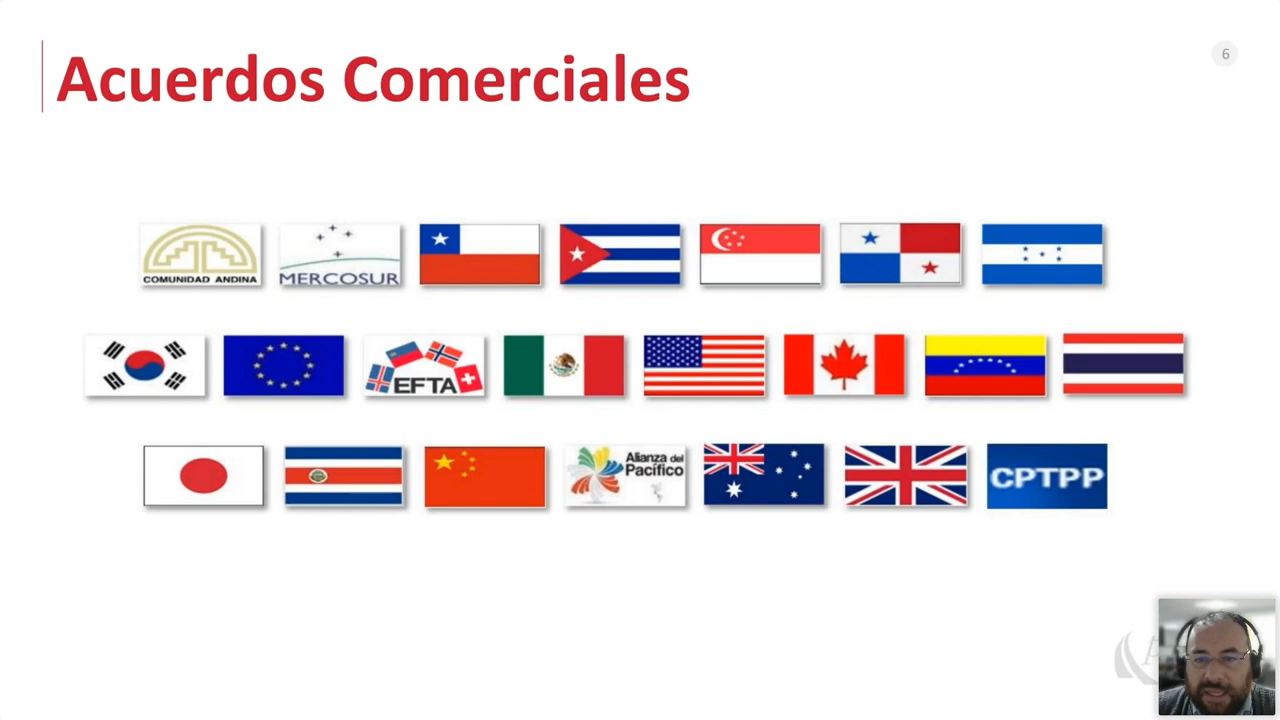 Acuerdos Comerciales
6
COMUNIDAD ANDINA
MERCOSUR
EFTA
Alianza del
Pacífico
CPTPP